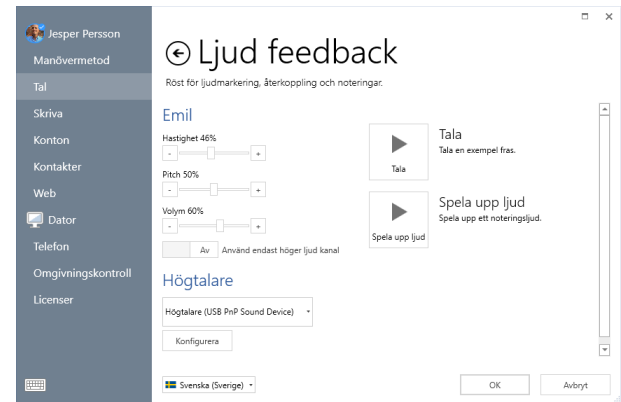 Jesper Persson
Manövermetod
Tal
Skriva
Konton
Kontakter
Web
Dator
Telefon
Omgivningskontroll
Licenser
Ljud feedback
Röst för ljudmarkering, återkoppling och noteringar.
Emil
Hastighet 46%
- +
Pitch 50%
- +
Volym 60%
- +
Av Använd endast höger ljud kanal
Högtalare
Högtalare (USB PnP Sound Device)
Konfigurera
Tala
Tala
Tala en exempel fras.
Spela upp ljud
Spela upp ljud
Spela upp ett noteringsljud.
Svenska (Sverige)
OK
Avbryt